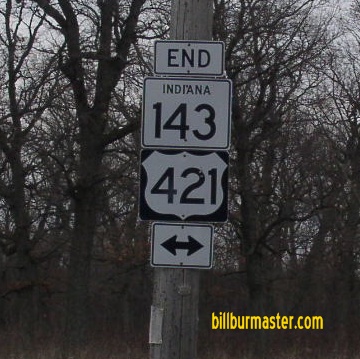 END
INDIANA
143
421
billburmaster.com